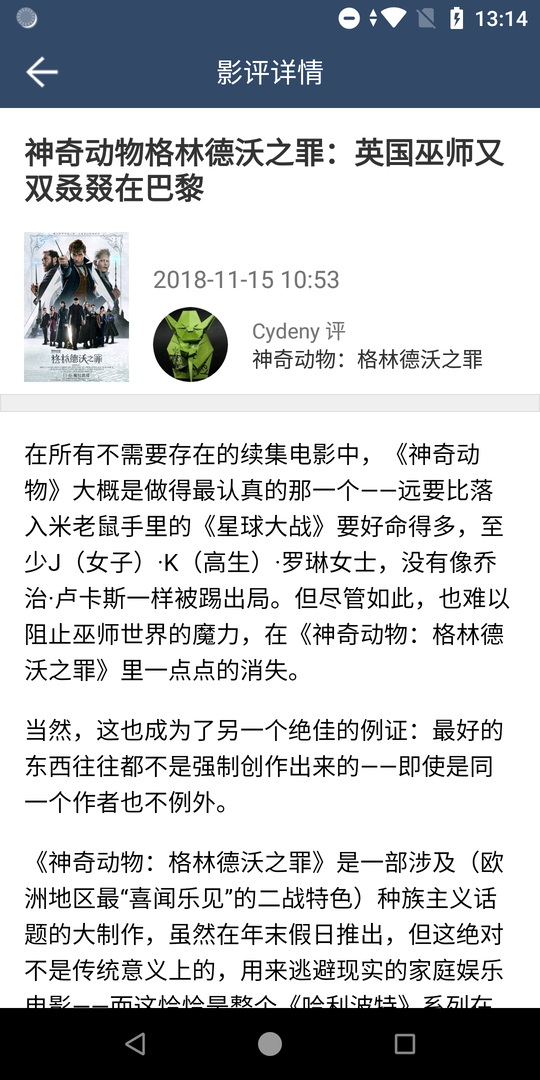 13:14
影评详情
神奇动物格林德沃之罪：英国巫师又
双叒叕在巴黎
2018-11-15 10:53
Cydeny 评
神奇动物：格林德沃之罪
格林德沃之罪
在所有不需要存在的续集电影中，《神奇动
物》大概是做得最认真的那一个——远要比落
入米老鼠手里的《星球大战》要好命得多，至
少J（女子）·K（高生）·罗琳女士，没有像乔
治·卢卡斯一样被踢出局。但尽管如此，也难以
阻止巫师世界的魔力，在《神奇动物：格林德
沃之罪》里一点点的消失。
当然，这也成为了另一个绝佳的例证：最好的
东西往往都不是强制创作出来的——即使是同
一个作者也不例外。
《神奇动物：格林德沃之罪》是一部涉及（欧
洲地区最“喜闻乐见”的二战特色）种族主义话
题的大制作，虽然在年末假日推出，但这绝对
不是传统意义上的，用来逃避现实的家庭娱乐
电影——而这恰恰是整个《哈利波特》系列在